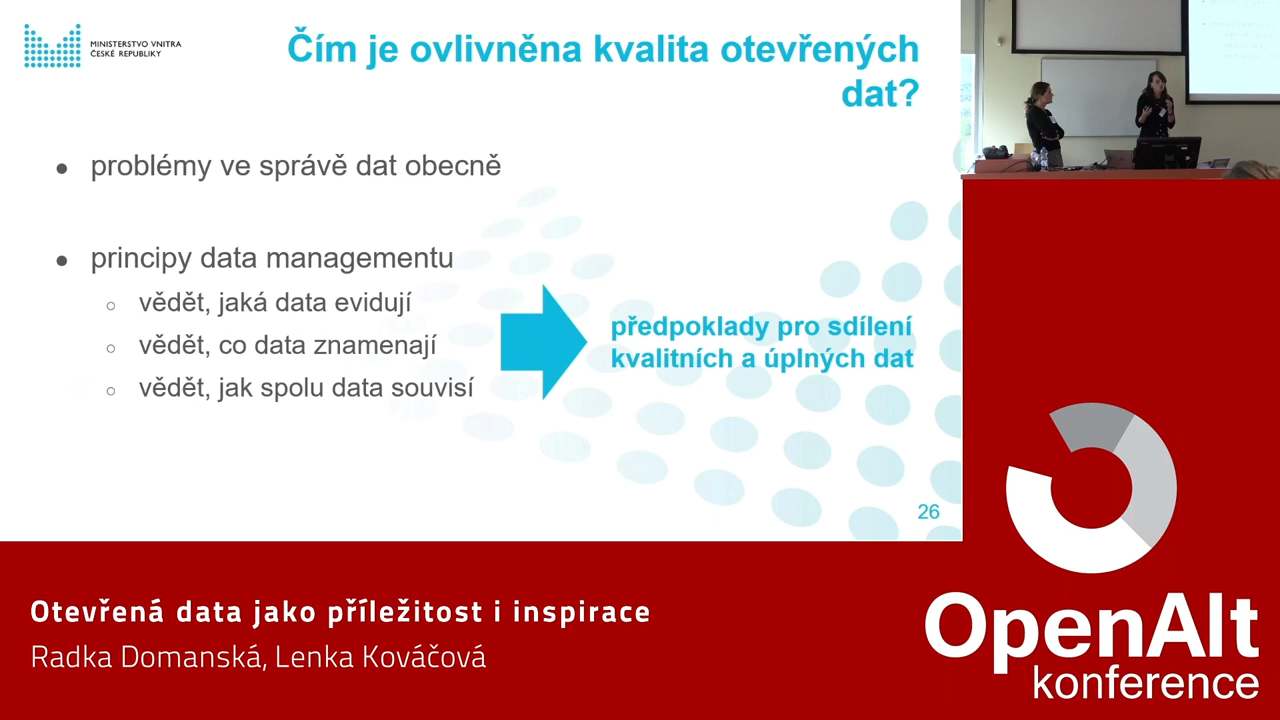 MINISTERSTVO VNITRA
ČESKÉ REPUBLIKY
Čím je ovlivněna kvalita otevřených
dat?
● problémy ve správě dat obecně
● principy data managementu
○ vědět, jaká data evidují
○ vědět, co data znamenají
○ vědět, jak spolu data souvisí
předpoklady pro sdílení
kvalitních a úplných dat
26
Otevřená data jako příležitost i inspirace
Radka Domanská, Lenka Kováčová
OpenAlt
konference